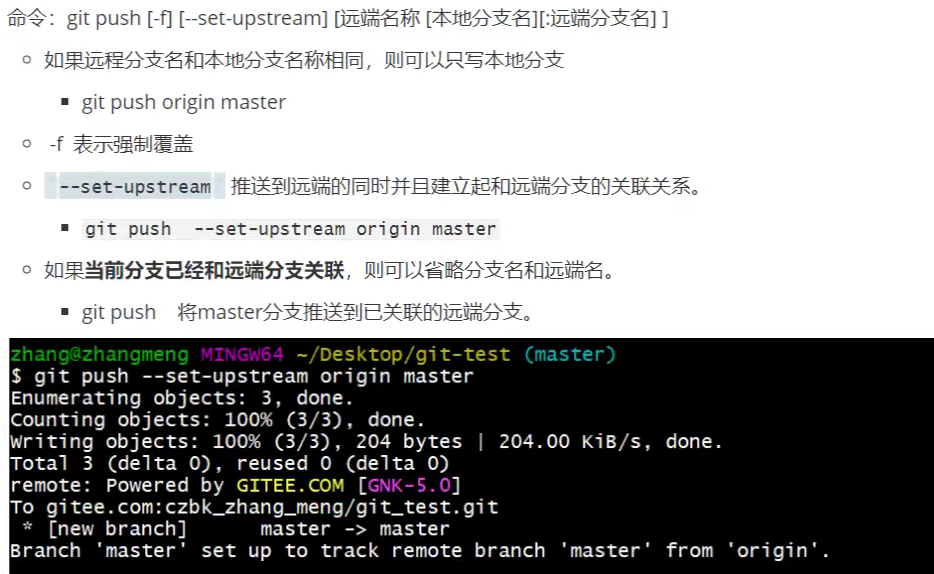 命令：git push [-f] [--set-upstream] [远端名称 [本地分支名][:远端分支名] ]
如果远程分支名和本地分支名称相同，则可以只写本地分支
git push origin master
-f 表示强制覆盖
--set-upstream 推送到远端的同时并且建立起和远端分支的关联关系。
git push  --set-upstream origin master
如果当前分支已经和远端分支关联，则可以省略分支名和远端名。
git push 将master分支推送到已关联的远端分支。
zhang@zhangmeng MINGW64 ~/Desktop/git-test (master)
$ git push --set-upstream origin master
Enumerating objects: 3, done.
Counting objects: 100% (3/3), done.
Writing objects: 100% (3/3), 204 bytes | 204.00 KiB/s, done.
Total 3 (delta 0), reused 0 (delta 0)
remote: Powered by GITEE.COM [GNK-5.0]
To gitee.com:czbk_zhang_meng/git_test.git
 * [new branch]      master -> master
Branch 'master' set up to track remote branch 'master' from 'origin'.